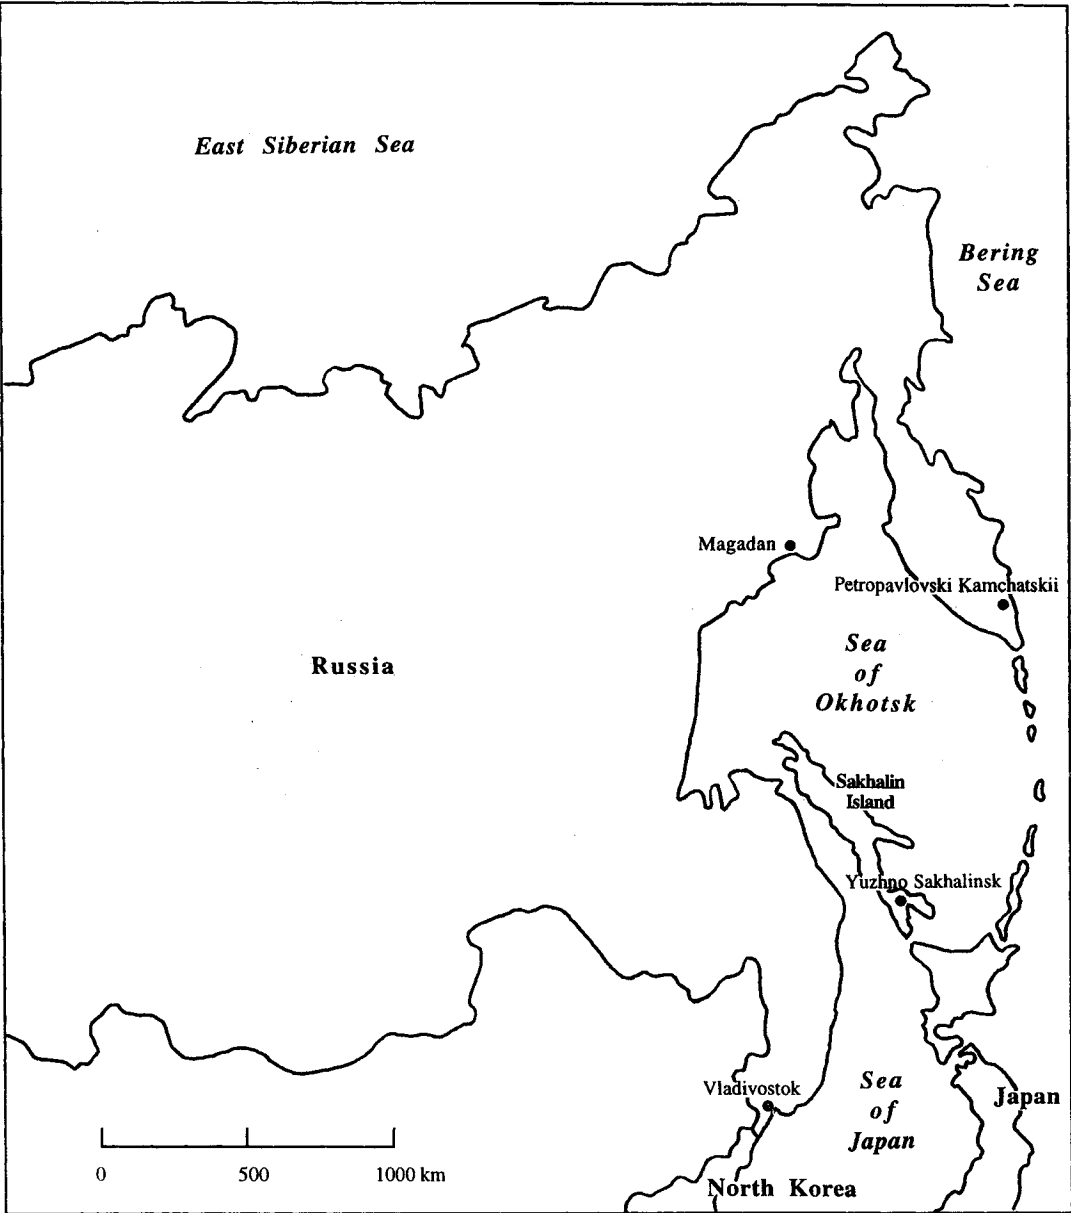 East Siberian Sea
Bering
Sea
Magadan
Petropavlovski Kamchatskii
Sea
of
Okhotsk
Russia
Sakhalin
Island
Yuzhno Sakhalinsk
Vladivostok
Sea
of
Japan
Japan
0 500 1000 km
North Korea